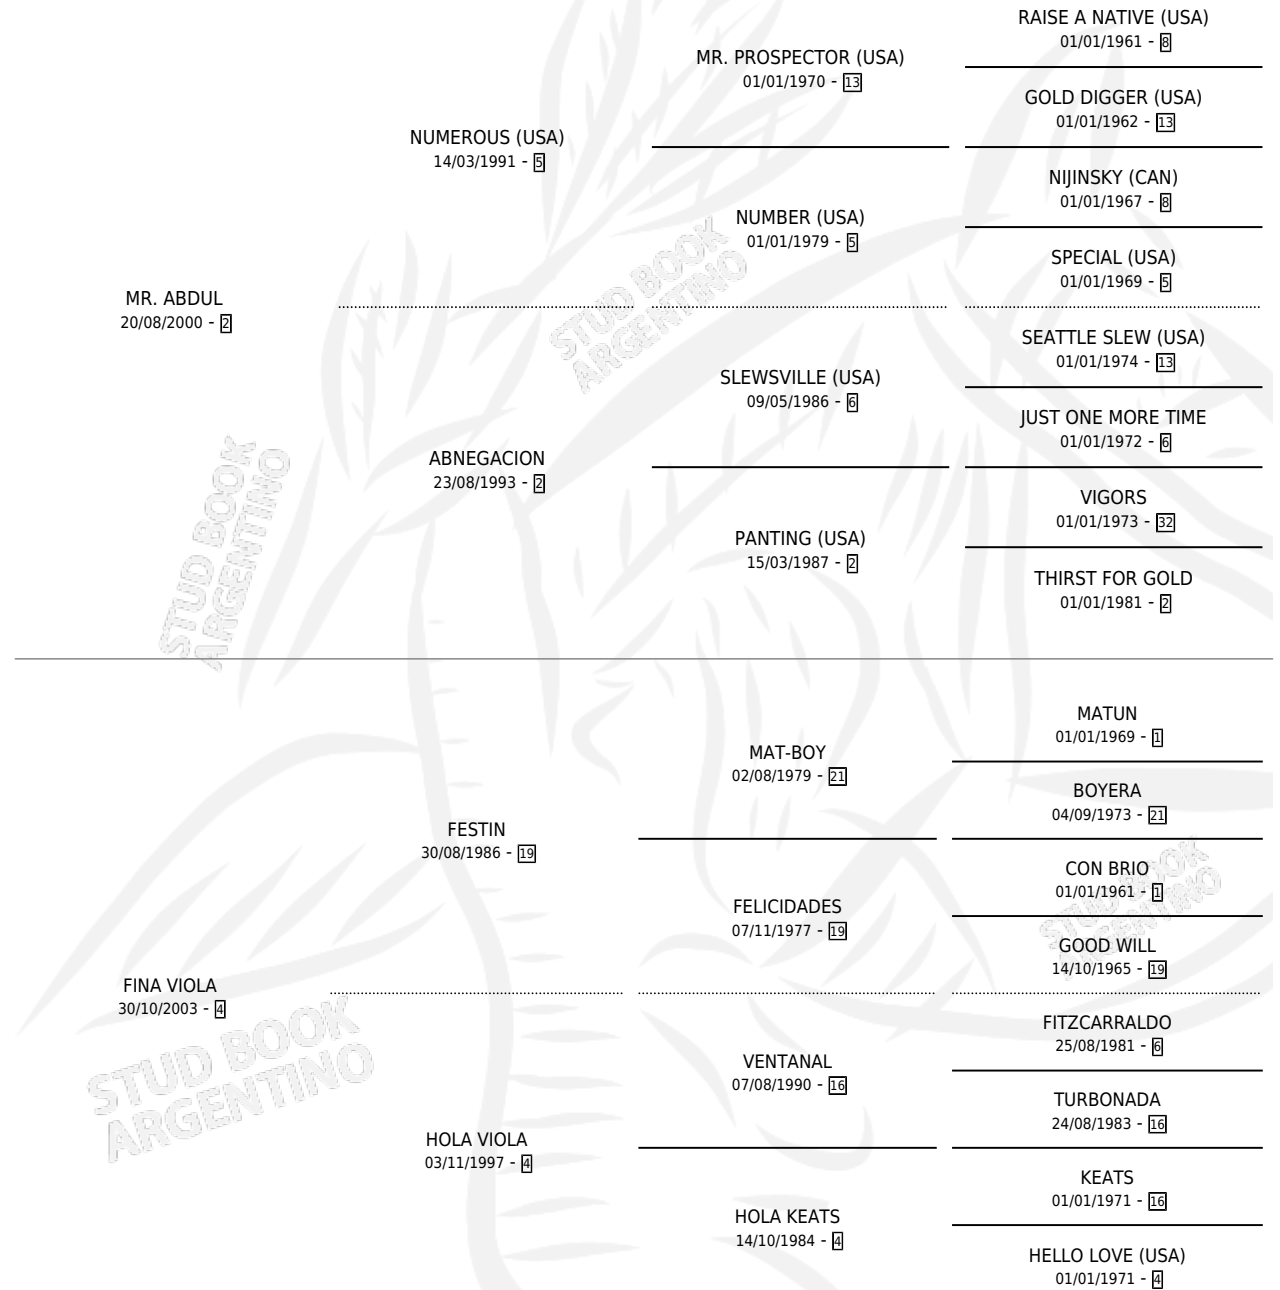 RAISE A NATIVE (USA)
01/01/1961 - 8
MR. PROSPECTOR (USA)
01/01/1970 - 13
GOLD DIGGER (USA)
01/01/1962 - 13
NUMEROUS (USA)
14/03/1991 - 5
NIJINSKY (CAN)
01/01/1967 - 8
NUMBER (USA)
01/01/1979 - 5
SPECIAL (USA)
01/01/1969 - 5
MR. ABDUL
20/08/2000 - 2
SEATTLE SLEW (USA)
01/01/1974 - 13
SLEWSVILLE (USA)
09/05/1986 - 6
JUST ONE MORE TIME
01/01/1972 - 6
ABNEGACION
23/08/1993 - 2
VIGORS
01/01/1973 - 32
PANTING (USA)
15/03/1987 - 2
THIRST FOR GOLD
01/01/1981 - 2
MATUN
01/01/1969 - 1
MAT-BOY
02/08/1979 - 21
BOYERA
04/09/1973 - 21
FESTIN
30/08/1986 - 19
CON BRIO
01/01/1961 - 1
FELICIDADES
07/11/1977 - 19
GOOD WILL
14/10/1965 - 19
FINA VIOLA
30/10/2003 - 4
FITZCARRALDO
25/08/1981 - 6
VENTANAL
07/08/1990 - 16
TURBONADA
24/08/1983 - 16
HOLA VIOLA
03/11/1997 - 4
KEATS
01/01/1971 - 16
HOLA KEATS
14/10/1984 - 4
HELLO LOVE (USA)
01/01/1971 - 4
STUD BOOK
ARGENTINO
STUD BOOK
ARGENTINO
STUD BOOK
ARGENTINO
STUD BOOK
ARGENTINO